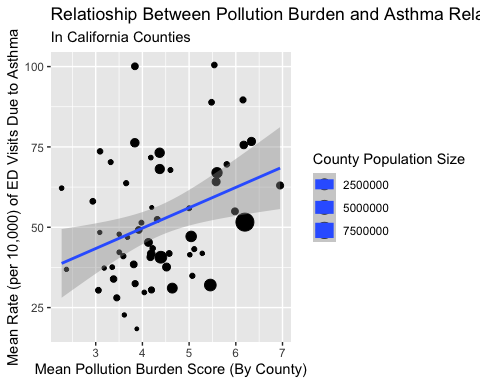 Relatioship Between Pollution Burden and Asthma Rela
In California Counties
Mean Rate (per 10,000) of ED Visits Due to Asthma
100
75
50
25
3 4 5 6 7
Mean Pollution Burden Score (By County)
County Population Size
2500000
5000000
7500000